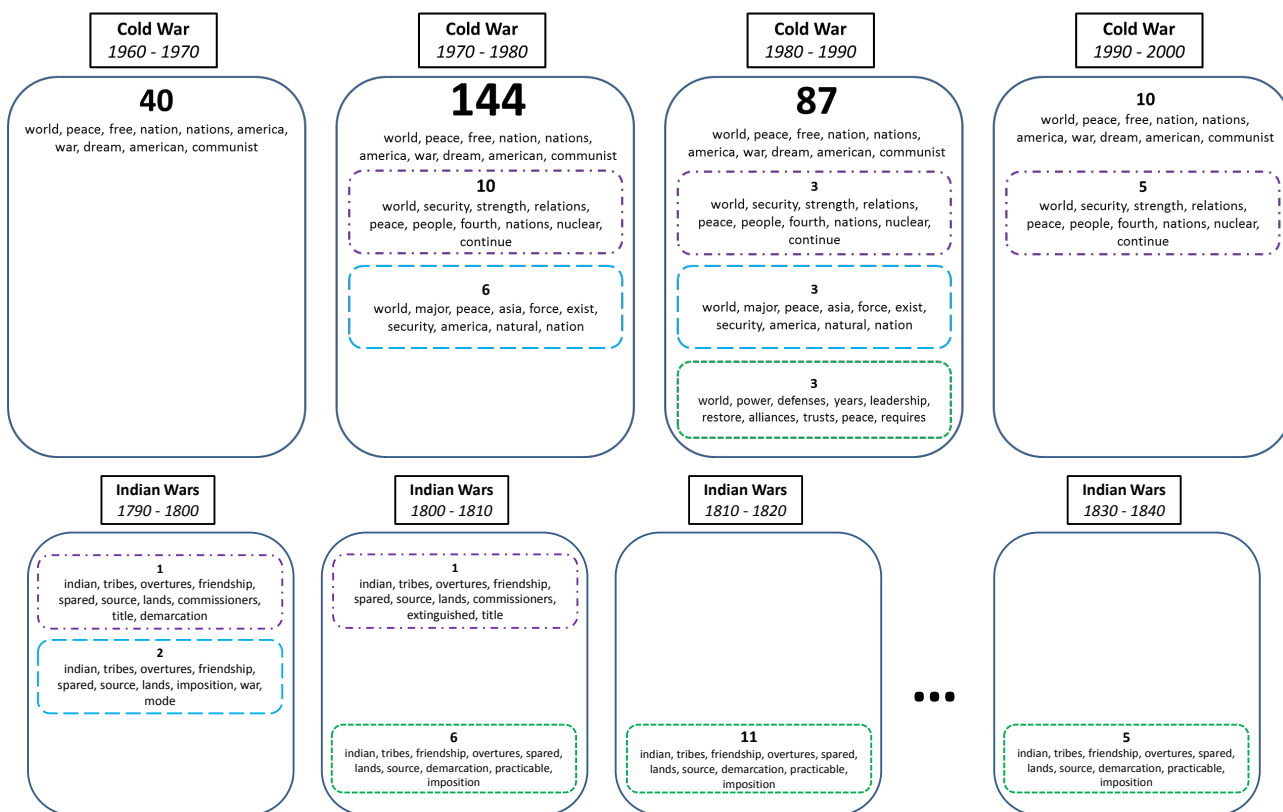 Cold War
1960 - 1970
40
world, peace, free, nation, nations, america,
war, dream, american, communist
Cold War
1970 - 1980
144
world, peace, free, nation, nations,
america, war, dream, american, communist
10
world, security, strength, relations,
peace, people, fourth, nations, nuclear,
continue
6
world, major, peace, asia, force, exist,
security, america, natural, nation
Cold War
1980 - 1990
87
world, peace, free, nation, nations,
america, war, dream, american, communist
3
world, security, strength, relations,
peace, people, fourth, nations, nuclear,
continue
3
world, major, peace, asia, force, exist,
security, america, natural, nation
3
world, power, defenses, years, leadership,
restore, alliances, trusts, peace, requires
Cold War
1990 - 2000
10
world, peace, free, nation, nations,
america, war, dream, american, communist
5
world, security, strength, relations,
peace, people, fourth, nations, nuclear,
continue
Indian Wars
1790 - 1800
1
indian, tribes, overtures, friendship,
spared, source, lands, commissioners,
title, demarcation
2
indian, tribes, overtures, friendship,
spared, source, lands, imposition, war,
mode
Indian Wars
1800 - 1810
1
indian, tribes, overtures, friendship,
spared, source, lands, commissioners,
extinguished, title
6
indian, tribes, friendship, overtures, spared,
lands, source, demarcation, practicable,
imposition
Indian Wars
1810 - 1820
11
indian, tribes, friendship, overtures, spared,
lands, source, demarcation, practicable,
imposition
...
Indian Wars
1830 - 1840
5
indian, tribes, friendship, overtures, spared,
lands, source, demarcation, practicable,
imposition